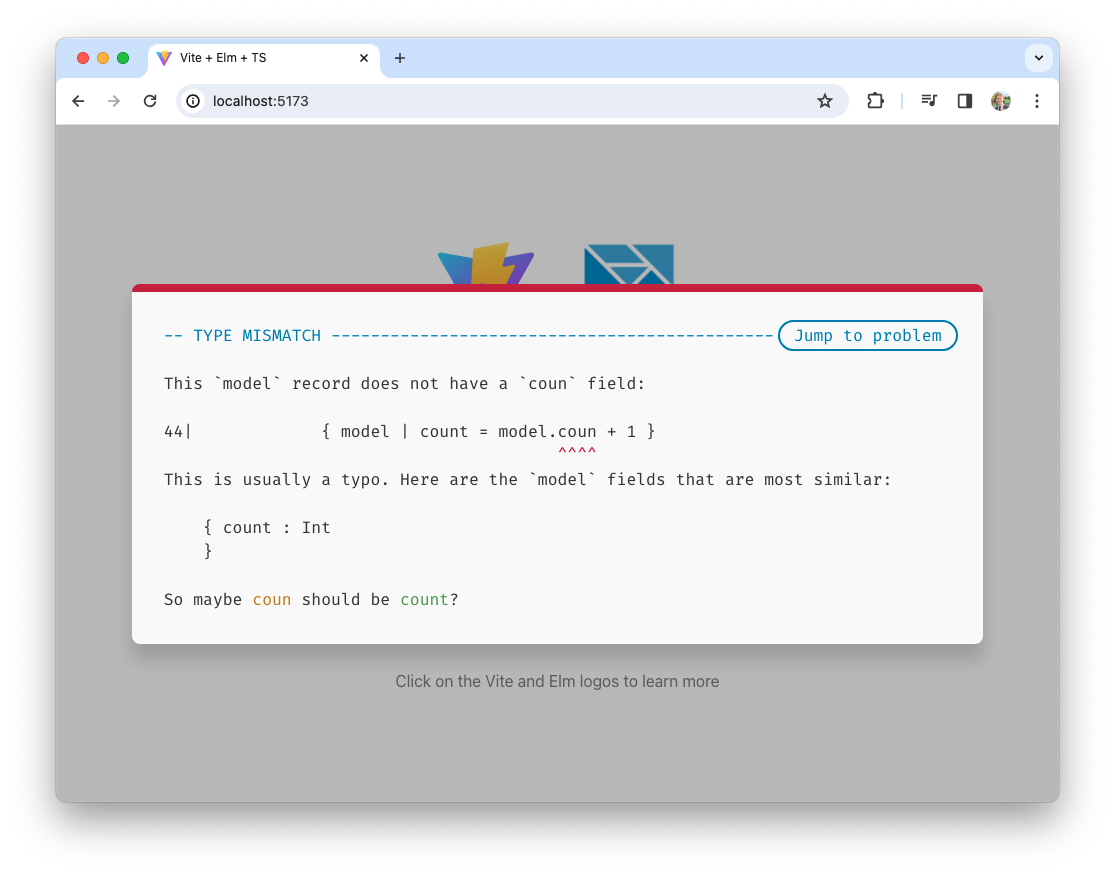 Vite + Elm + TS
localhost:5173
-- TYPE MISMATCH --------------------------------------------- Jump to problem
This `model` record does not have a `coun` field:
44|             { model | count = model.coun + 1 }
                                        ^^^^
This is usually a typo. Here are the `model` fields that are most similar:
    { count : Int
    }
So maybe coun should be count?
Click on the Vite and Elm logos to learn more